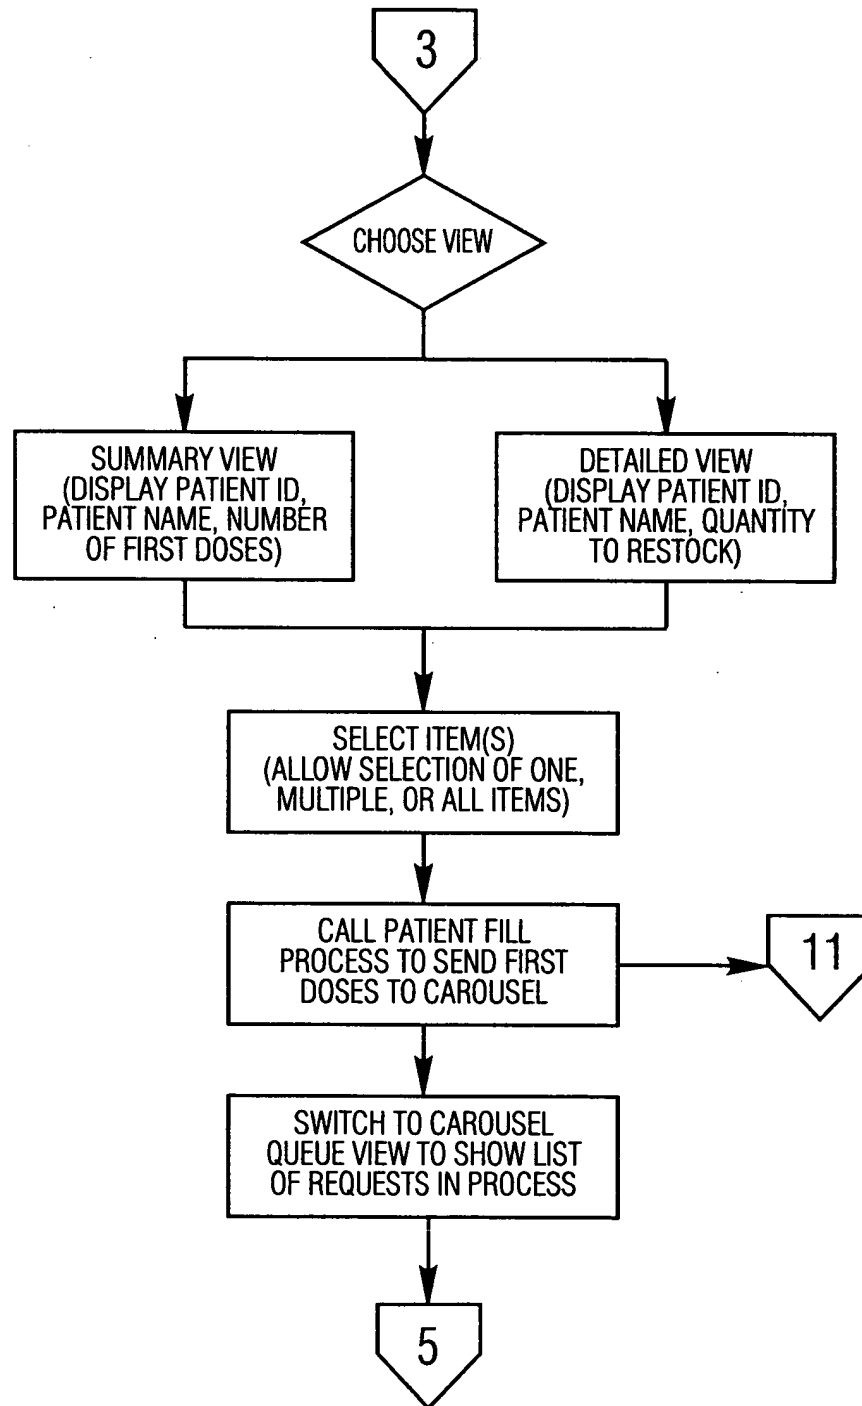 3
CHOOSE VIEW
SUMMARY VIEW
(DISPLAY PATIENT ID,
PATIENT NAME, NUMBER
OF FIRST DOSES)
DETAILED VIEW
(DISPLAY PATIENT ID,
PATIENT NAME, QUANTITY
TO RESTOCK)
SELECT ITEM(S)
(ALLOW SELECTION OF ONE,
MULTIPLE, OR ALL ITEMS)
CALL PATIENT FILL
PROCESS TO SEND FIRST
DOSES TO CAROUSEL
11
SWITCH TO CAROUSEL
QUEUE VIEW TO SHOW LIST
OF REQUESTS IN PROCESS
5